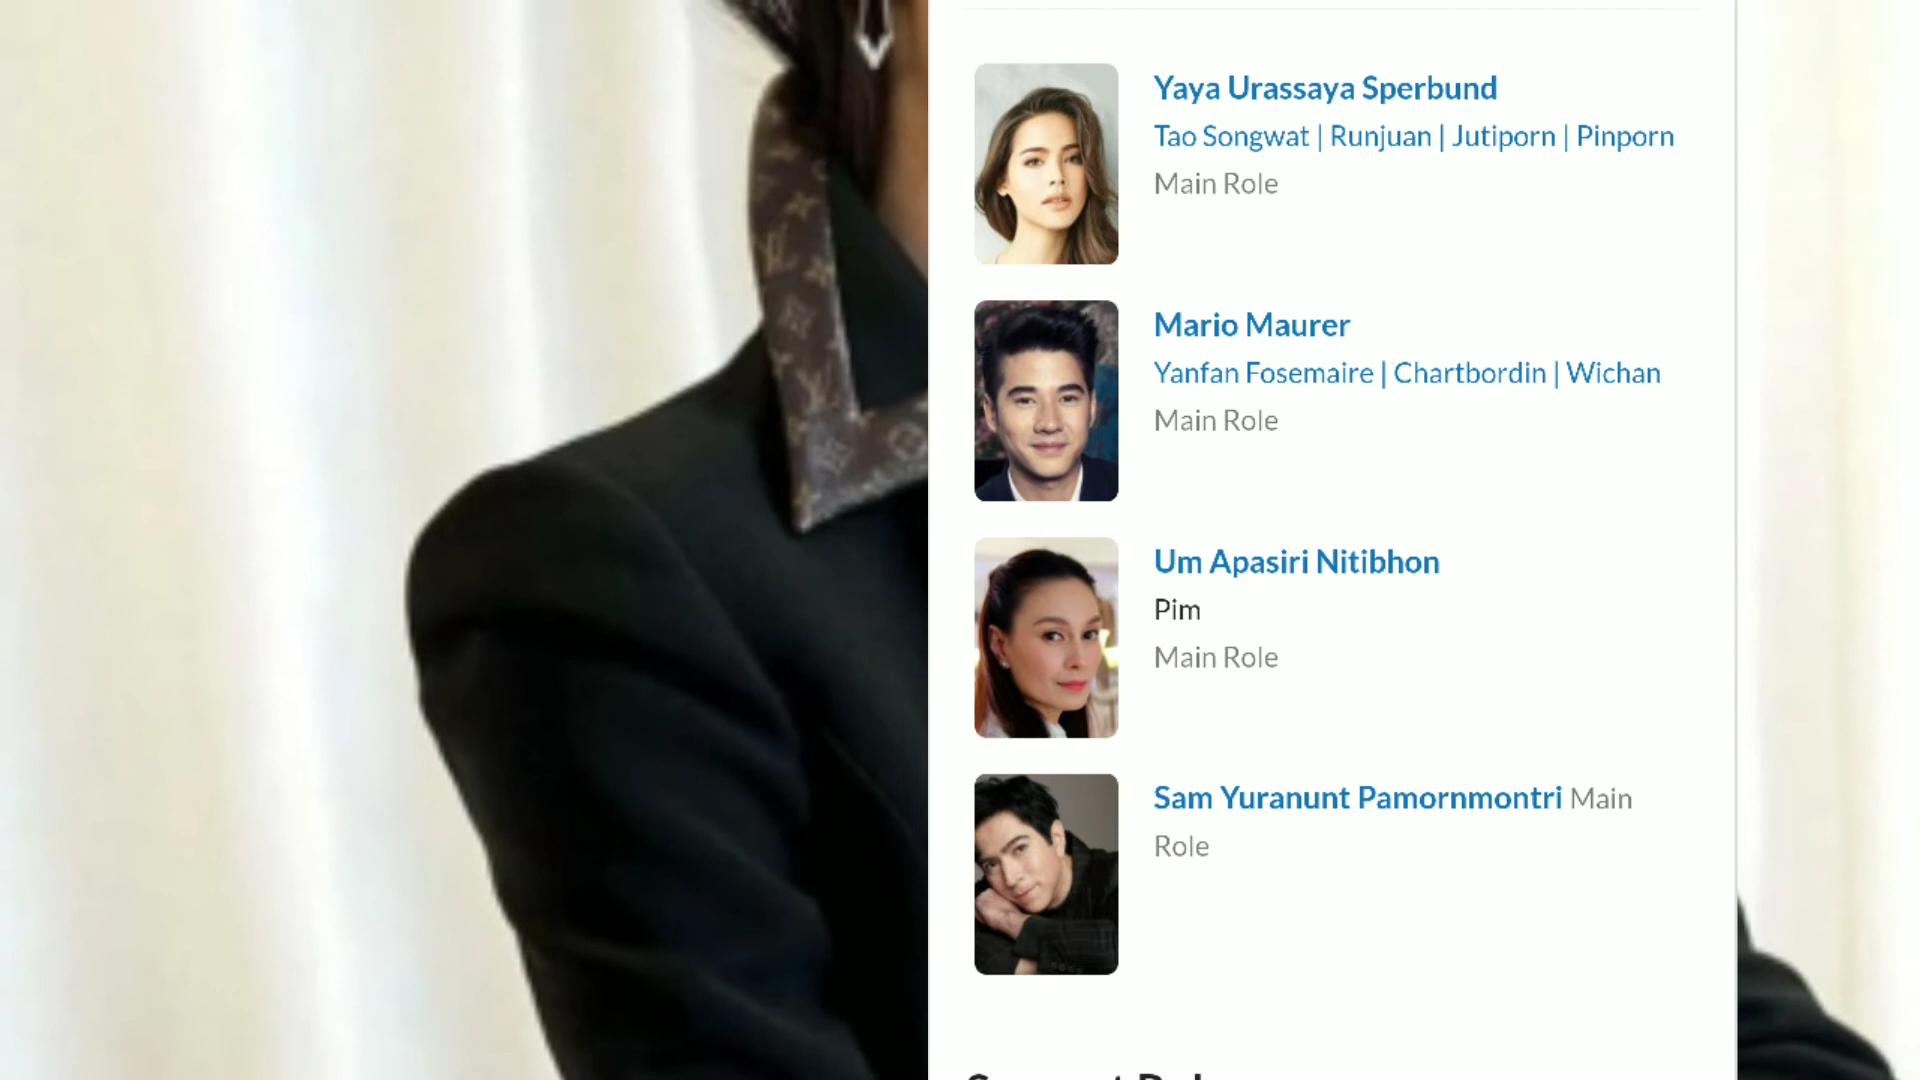 Yaya Urassaya Sperbund
Tao Songwat | Runjuan | Jutiporn | Pinporn
Main Role
Mario Maurer
Yanfan Fosemaire | Chartbordin | Wichan
Main Role
Um Apasiri Nitibhon
Pim
Main Role
Sam Yuranunt Pamornmontri Main
Role